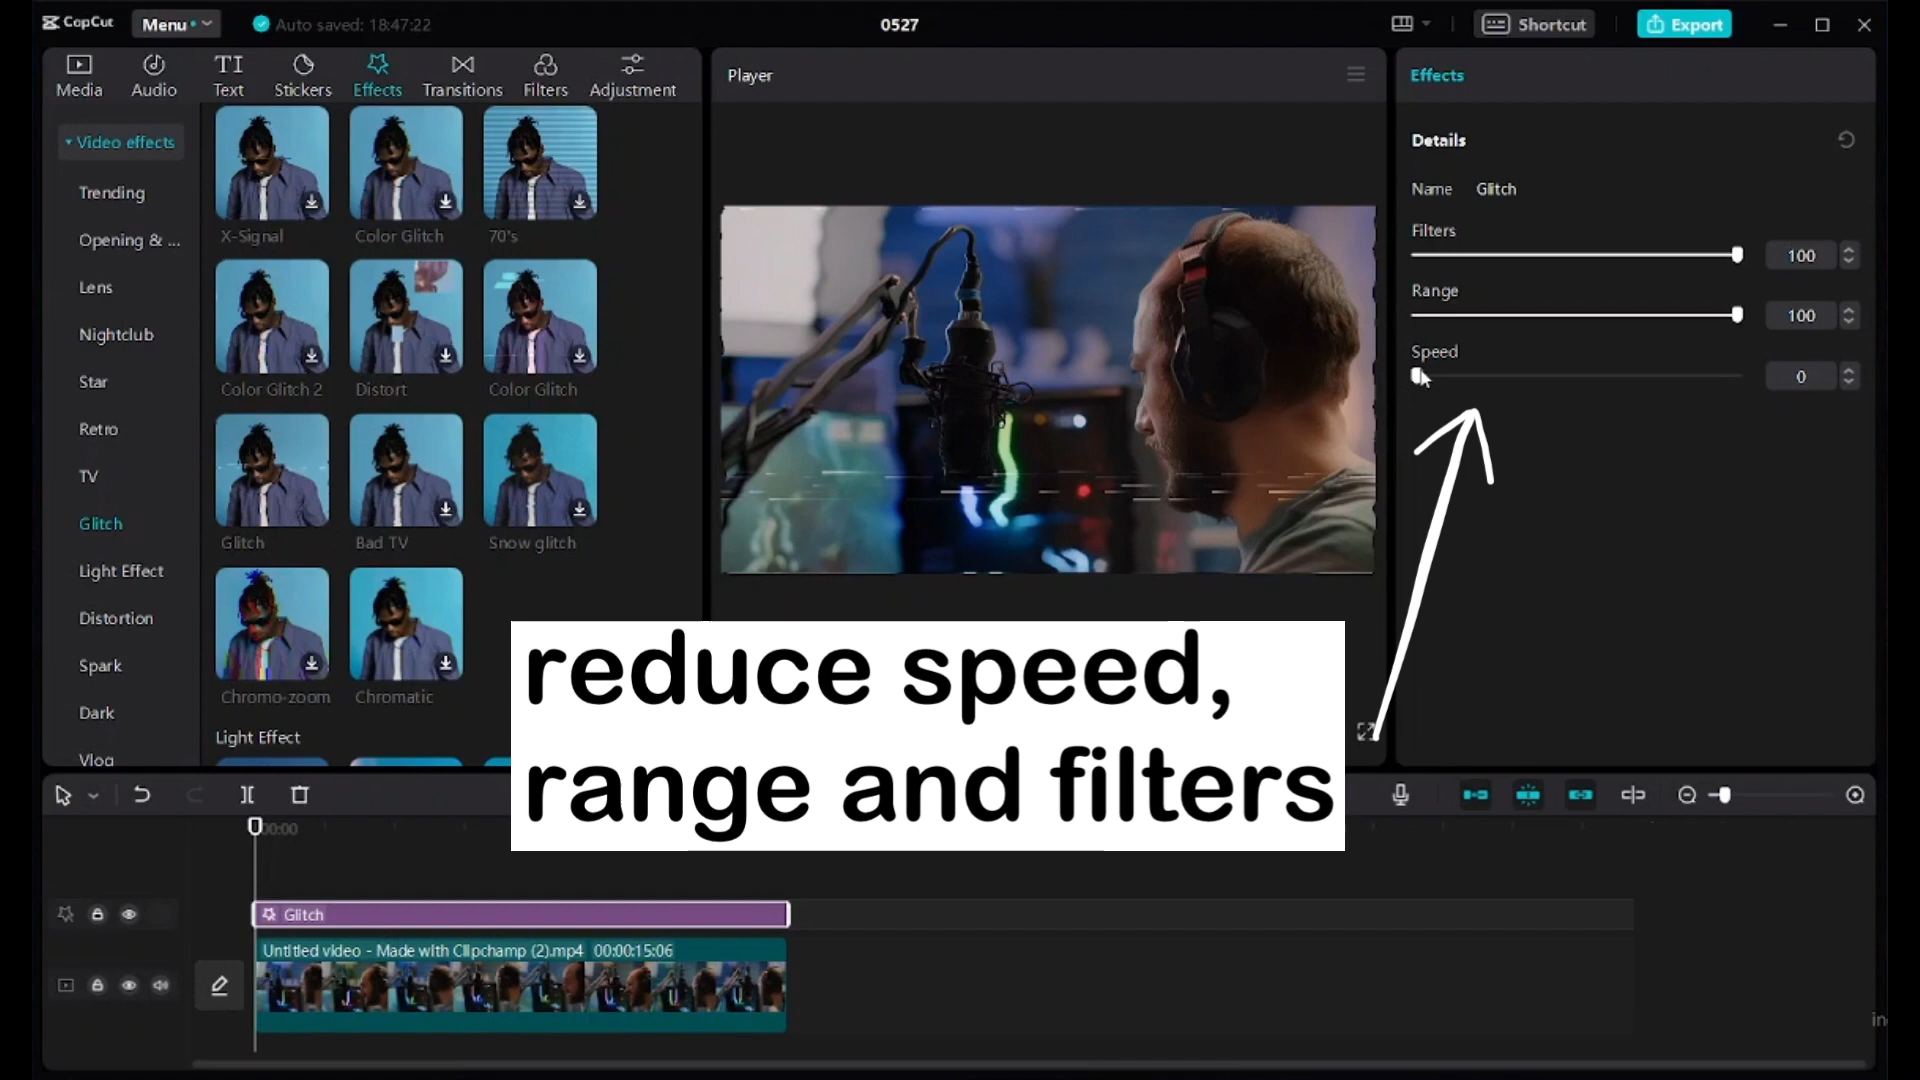 CapCut
Menu
Auto saved: 18:47:22
0527
Shortcut
Export
Media
Audio
TI
Text
Stickers
Effects
Transitions
Filters
Adjustment
Video effects
Trending
Opening & ...
Lens
Nightclub
Star
Retro
TV
Glitch
Light Effect
Distortion
Spark
Dark
Vlog
X-Signal
Color Glitch
70's
Color Glitch 2
Distort
Color Glitch
Glitch
Bad TV
Snow glitch
Chromo-zoom
Chromatic
Light Effect
Player
Effects
Details
Name Glitch
Filters
100
Range
100
Speed
0
reduce speed,
range and filters
00:00
Glitch
Untitled video - Made with Clipchamp (2).mp4 00:00:15:06